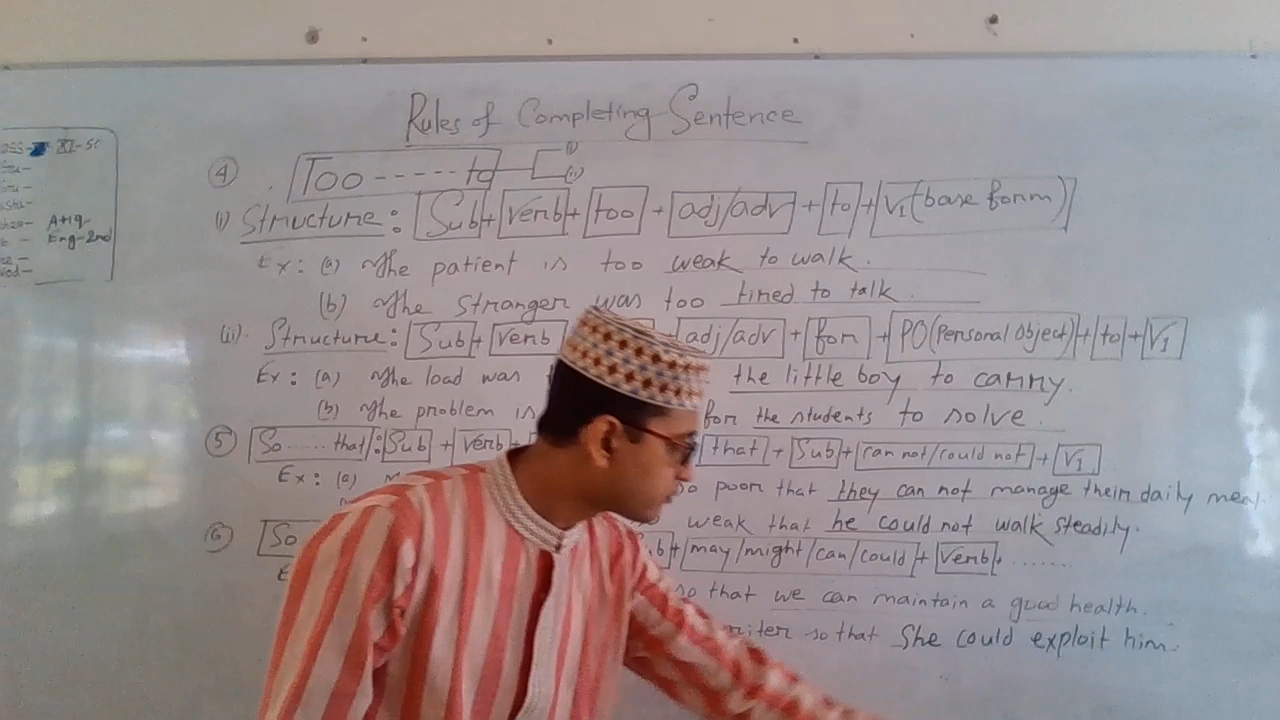 Rules of Completing Sentence
④ Too ----- to (i) (ii)
(i) Structure: Sub + Verb + too + adj/adv + to + V1 (base form)
Ex: (a) The patient is too weak to walk.
(b) The stranger was too tired to talk.
(ii). Structure: Sub + Verb adj/adv + for + PO (Personal Object) + to + V1
Ex: (a) The load was the little boy to carry.
(b) The problem is for the students to solve.
⑤ So ...... that: Sub + Verb + that + Sub + can not/could not + V1
Ex: (a) so poor that they can not manage their daily meal
weak that he could not walk steadily.
⑥ So + may/might/can/could + Verb + ......
so that we can maintain a good health.
so that She could exploit him.
Atiq
Eng-2nd